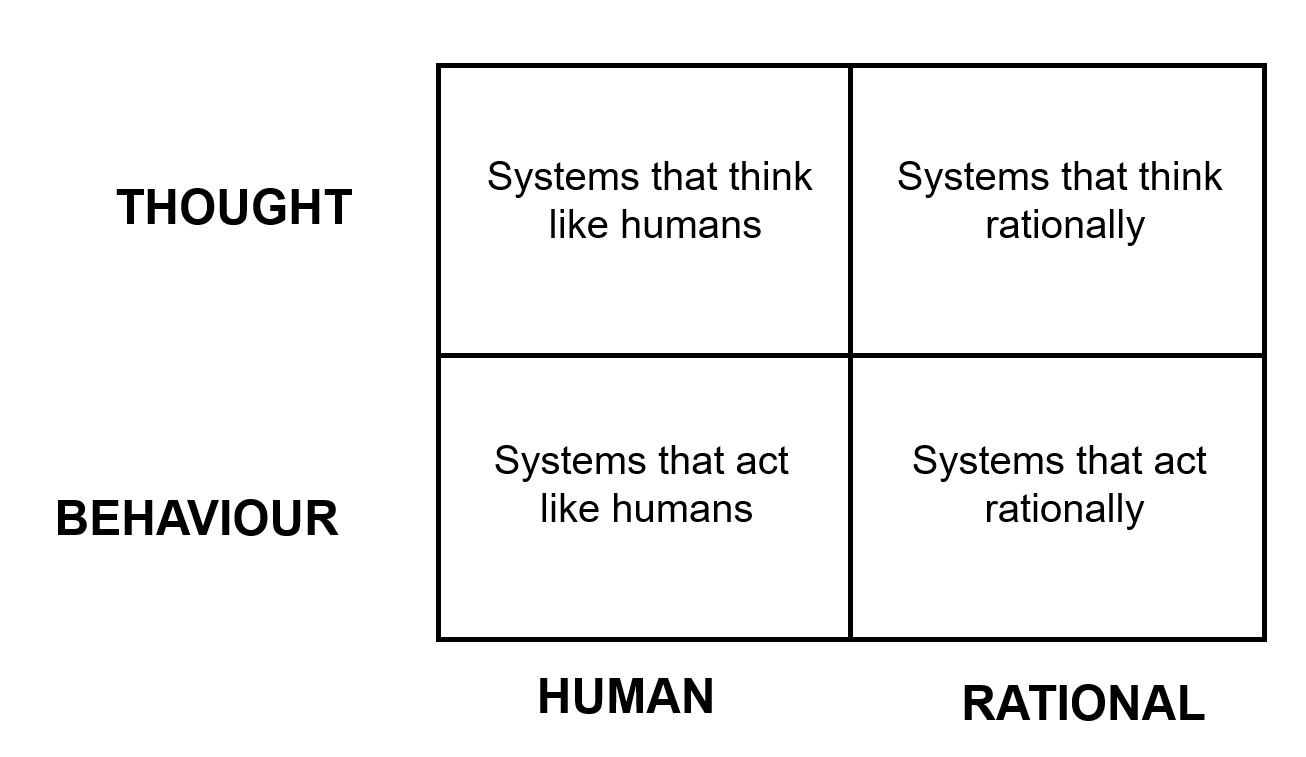 Systems that think
like humans
Systems that think
rationally
THOUGHT
Systems that act
like humans
Systems that act
rationally
BEHAVIOUR
HUMAN
RATIONAL